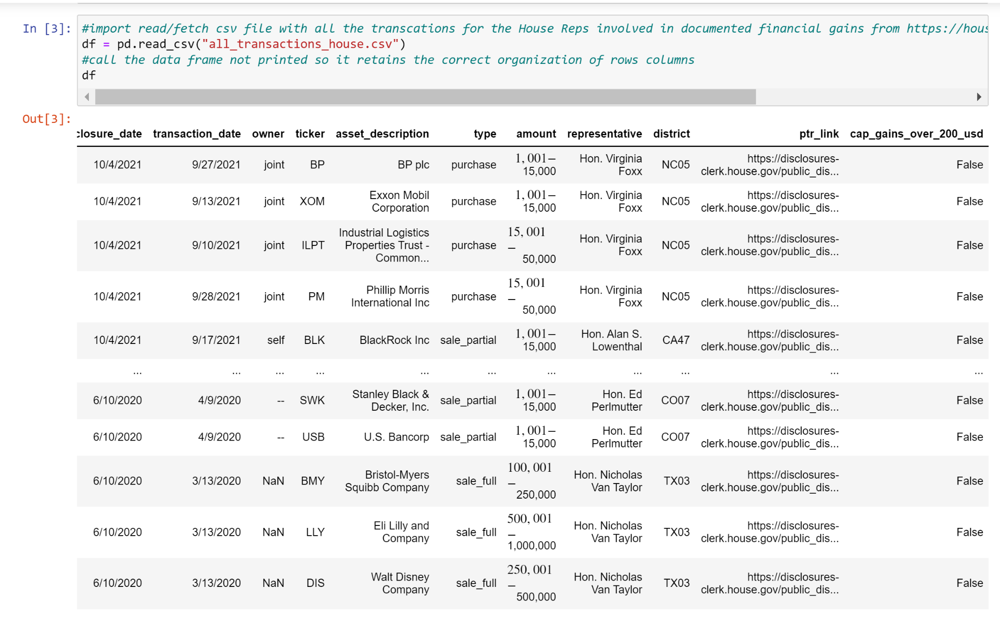 In [3]: #import read/fetch csv file with all the transcations for the House Reps involved in documented financial gains from https://hous
df = pd.read_csv("all_transactions_house.csv")
#call the data frame not printed so it retains the correct organization of rows columns
df
Out[3]:
closure_date transaction_date owner ticker asset_description type amount representative district ptr_link cap_gains_over_200_usd
10/4/2021 9/27/2021 joint BP BP plc purchase 1, 001– 15,000 Hon. Virginia Foxx NC05 https://disclosures-clerk.house.gov/public_dis... False
10/4/2021 9/13/2021 joint XOM Exxon Mobil Corporation purchase 1, 001– 15,000 Hon. Virginia Foxx NC05 https://disclosures-clerk.house.gov/public_dis... False
10/4/2021 9/10/2021 joint ILPT Industrial Logistics Properties Trust - Common... purchase 15, 001 – 50,000 Hon. Virginia Foxx NC05 https://disclosures-clerk.house.gov/public_dis... False
10/4/2021 9/28/2021 joint PM Phillip Morris International Inc purchase 15, 001 – 50,000 Hon. Virginia Foxx NC05 https://disclosures-clerk.house.gov/public_dis... False
10/4/2021 9/17/2021 self BLK BlackRock Inc sale_partial 1, 001– 15,000 Hon. Alan S. Lowenthal CA47 https://disclosures-clerk.house.gov/public_dis... False
... ... ... ... ... ... ... ... ... ... ...
6/10/2020 4/9/2020 -- SWK Stanley Black & Decker, Inc. sale_partial 1, 001– 15,000 Hon. Ed Perlmutter CO07 https://disclosures-clerk.house.gov/public_dis... False
6/10/2020 4/9/2020 -- USB U.S. Bancorp sale_partial 1, 001– 15,000 Hon. Ed Perlmutter CO07 https://disclosures-clerk.house.gov/public_dis... False
6/10/2020 3/13/2020 NaN BMY Bristol-Myers Squibb Company sale_full 100, 001 – 250,000 Hon. Nicholas Van Taylor TX03 https://disclosures-clerk.house.gov/public_dis... False
6/10/2020 3/13/2020 NaN LLY Eli Lilly and Company sale_full 500, 001 – 1,000,000 Hon. Nicholas Van Taylor TX03 https://disclosures-clerk.house.gov/public_dis... False
6/10/2020 3/13/2020 NaN DIS Walt Disney Company sale_full 250, 001 – 500,000 Hon. Nicholas Van Taylor TX03 https://disclosures-clerk.house.gov/public_dis... False